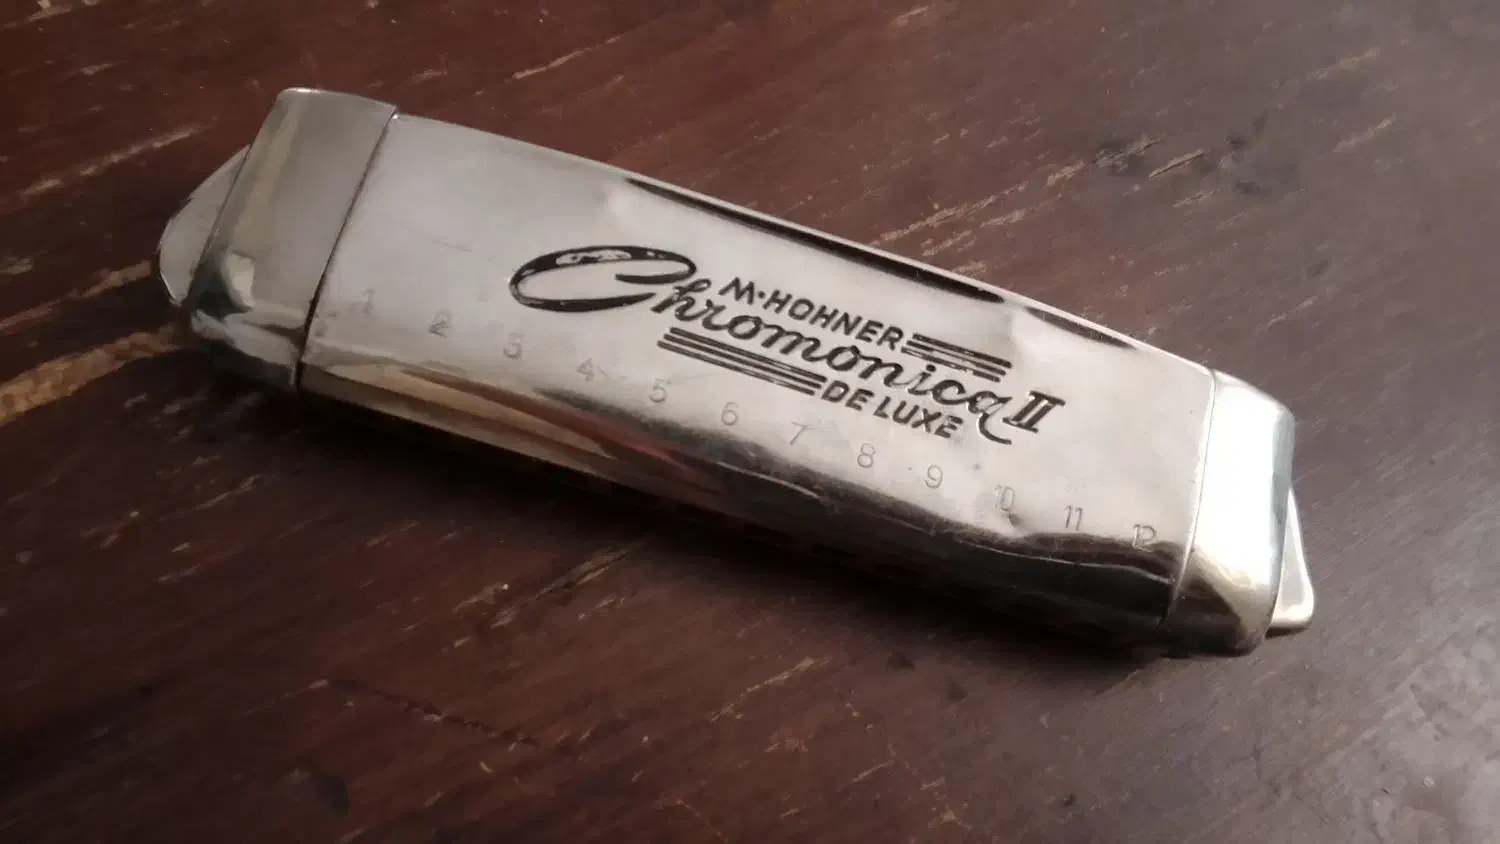 M·HOHNER
Chromonica II
DE LUXE
1 2 3 4 5 6 7 8 9 10 11 12